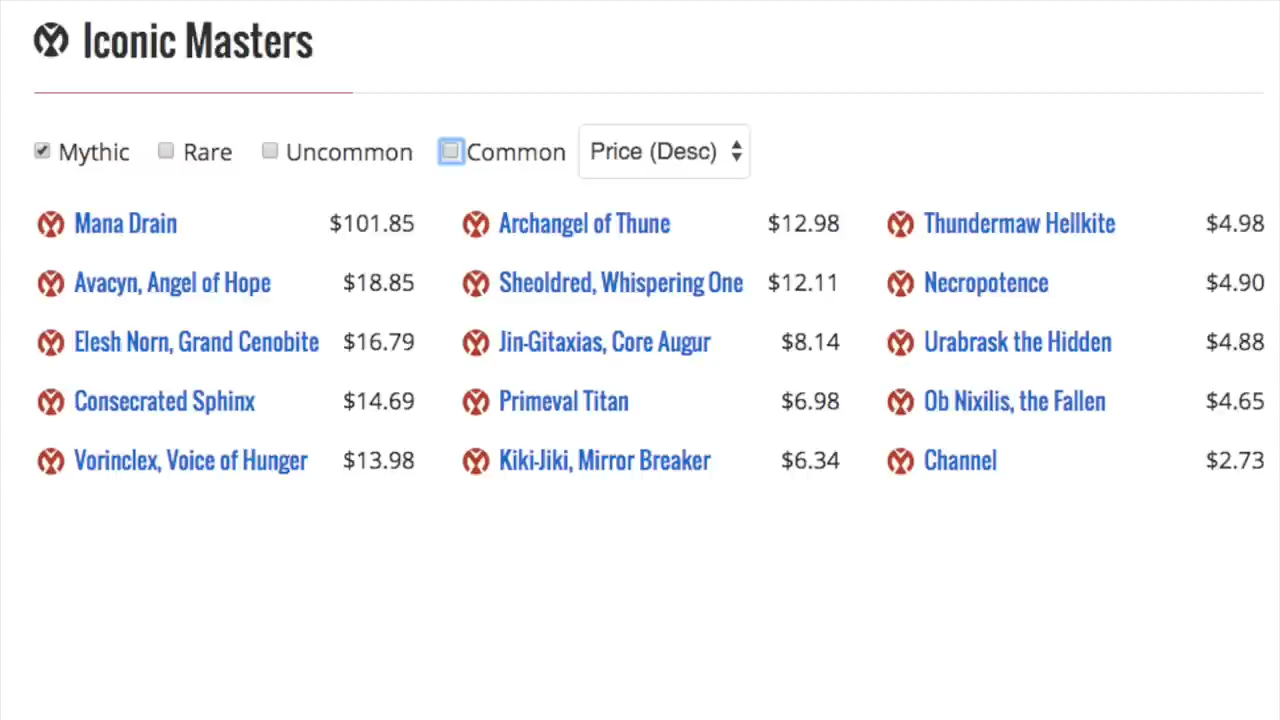 Iconic Masters
Mythic Rare Uncommon Common Price (Desc)
Mana Drain $101.85
Avacyn, Angel of Hope $18.85
Elesh Norn, Grand Cenobite $16.79
Consecrated Sphinx $14.69
Vorinclex, Voice of Hunger $13.98
Archangel of Thune $12.98
Sheoldred, Whispering One $12.11
Jin-Gitaxias, Core Augur $8.14
Primeval Titan $6.98
Kiki-Jiki, Mirror Breaker $6.34
Thundermaw Hellkite $4.98
Necropotence $4.90
Urabrask the Hidden $4.88
Ob Nixilis, the Fallen $4.65
Channel $2.73